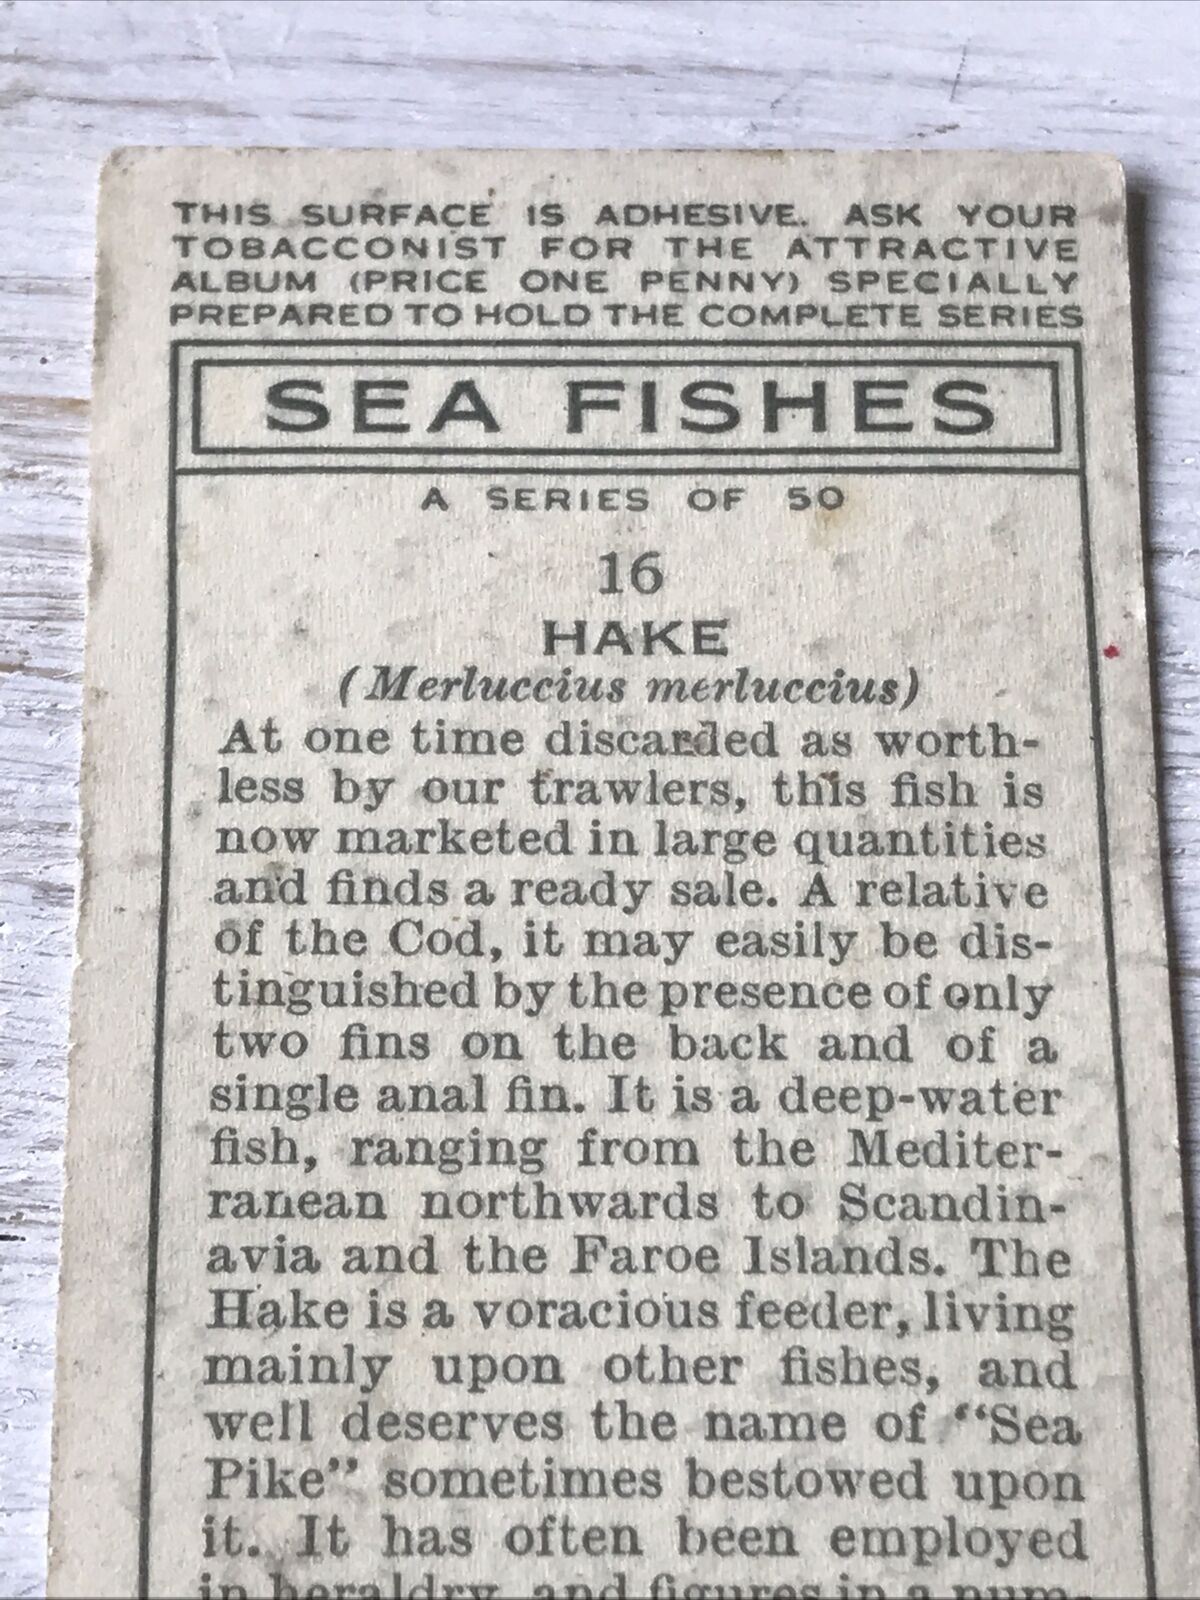 THIS SURFACE IS ADHESIVE. ASK YOUR
TOBACCONIST FOR THE ATTRACTIVE
ALBUM (PRICE ONE PENNY) SPECIALLY
PREPARED TO HOLD THE COMPLETE SERIES
SEA FISHES
A SERIES OF 50
16
HAKE
(Merluccius merluccius)
At one time discarded as worth-
less by our trawlers, this fish is
now marketed in large quantities
and finds a ready sale. A relative
of the Cod, it may easily be dis-
tinguished by the presence of only
two fins on the back and of a
single anal fin. It is a deep-water
fish, ranging from the Mediter-
ranean northwards to Scandin-
avia and the Faroe Islands. The
Hake is a voracious feeder, living
mainly upon other fishes, and
well deserves the name of “Sea
Pike” sometimes bestowed upon
it. It has often been employed
in heraldry, and figures in a num-